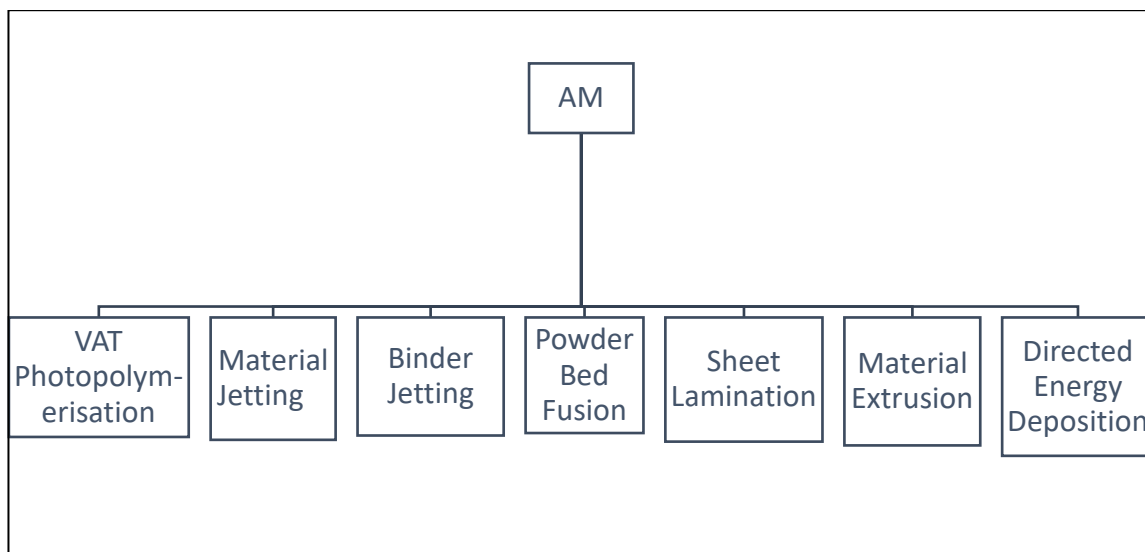 AM
VAT
Photopolym-
erisation
Material
Jetting
Binder
Jetting
Powder
Bed
Fusion
Sheet
Lamination
Material
Extrusion
Directed
Energy
Deposition